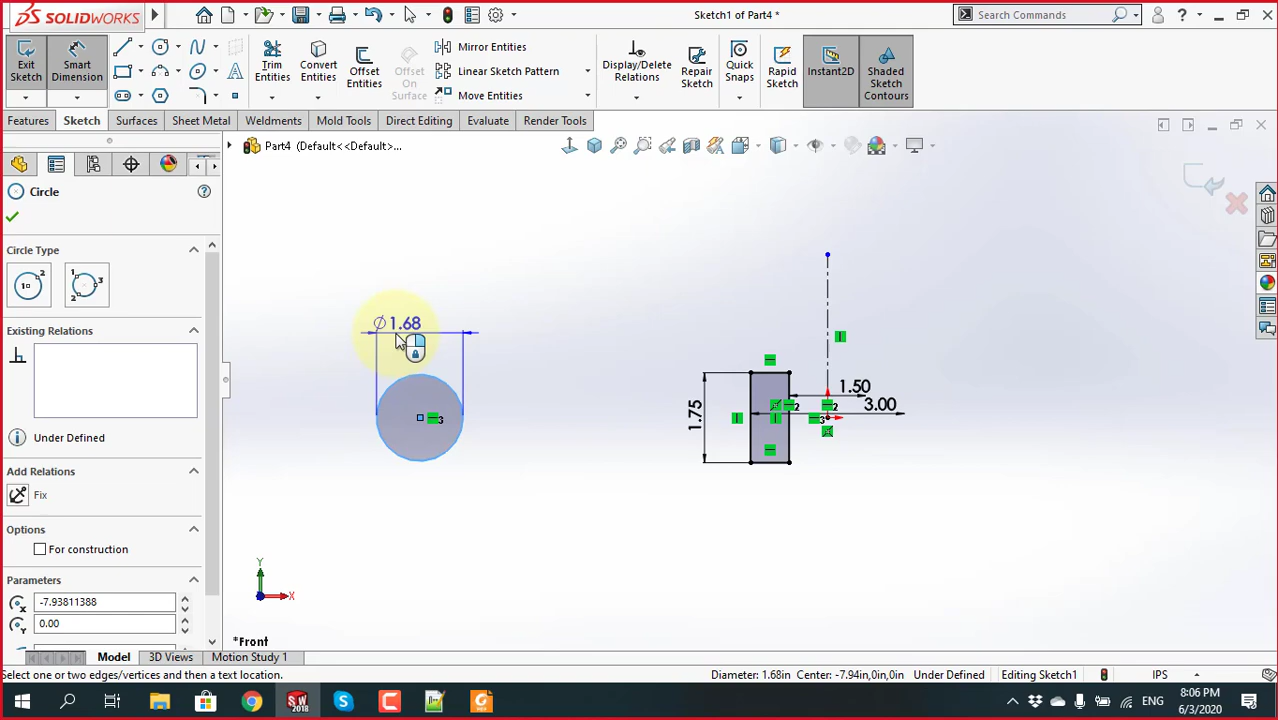 SOLIDWORKS
Sketch1 of Part4 *
Search Commands
Exit Sketch
Smart Dimension
Trim Entities
Convert Entities
Offset Entities
Offset On Surface
Mirror Entities
Linear Sketch Pattern
Move Entities
Display/Delete Relations
Repair Sketch
Quick Snaps
Rapid Sketch
Instant2D
Shaded Sketch Contours
Features
Sketch
Surfaces
Sheet Metal
Weldments
Mold Tools
Direct Editing
Evaluate
Render Tools
Part4 (Default<<Default>...
Circle
Circle Type
Existing Relations
Under Defined
Add Relations
Fix
Options
For construction
Parameters
-7.93811388
0.00
∅ 1.68
1.75
1.50
3.00
Y
X
*Front
Model
3D Views
Motion Study 1
Select one or two edges/vertices and then a text location.
Diameter: 1.68in Center: -7.94in,0in,0in
Under Defined
Editing Sketch1
IPS
ENG
8:06 PM
6/3/2020